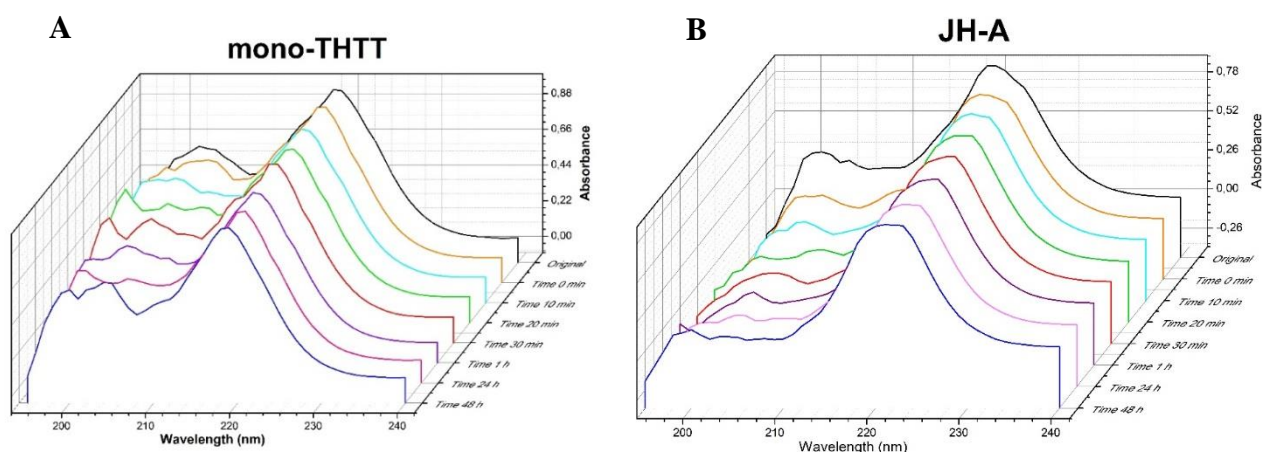 A
mono-THTT
0,88
0,66
0,44
0,22
0,00
Absorbance
Original
Time 0 min
Time 10 min
Time 20 min
Time 30 min
Time 1 h
Time 24 h
Time 48 h
200
210
220
230
240
Wavelength (nm)
B
JH-A
0,78
0,52
0,26
0,00
-0,26
Absorbance
Original
Time 0 min
Time 10 min
Time 20 min
Time 30 min
Time 1 h
Time 24 h
Time 48 h
200
210
220
230
240
Wavelength (nm)